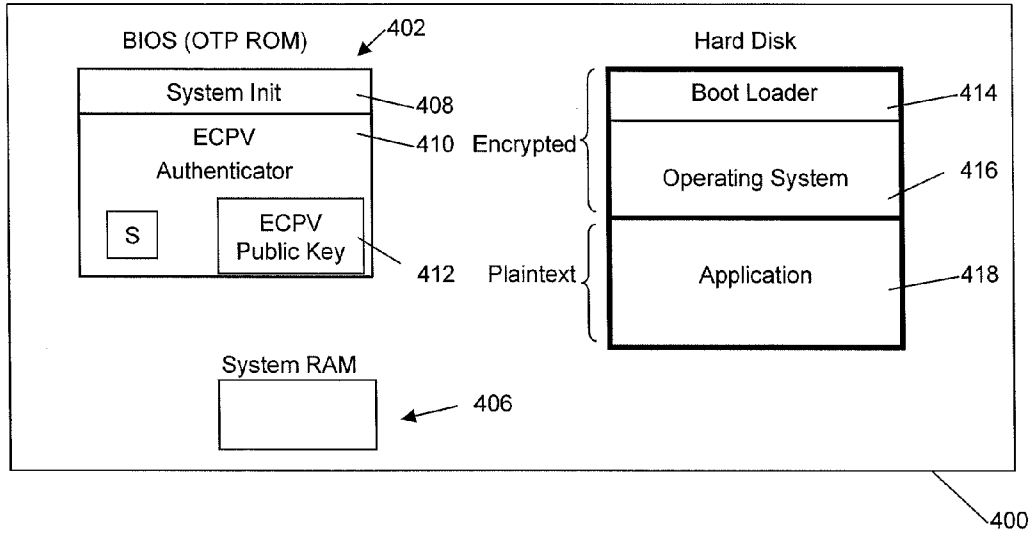 BIOS (OTP ROM)
402
System Init
408
ECPV
Authenticator
410
S
ECPV
Public Key
412
Hard Disk
Encrypted
Boot Loader
414
Operating System
416
Plaintext
Application
418
System RAM
406
400